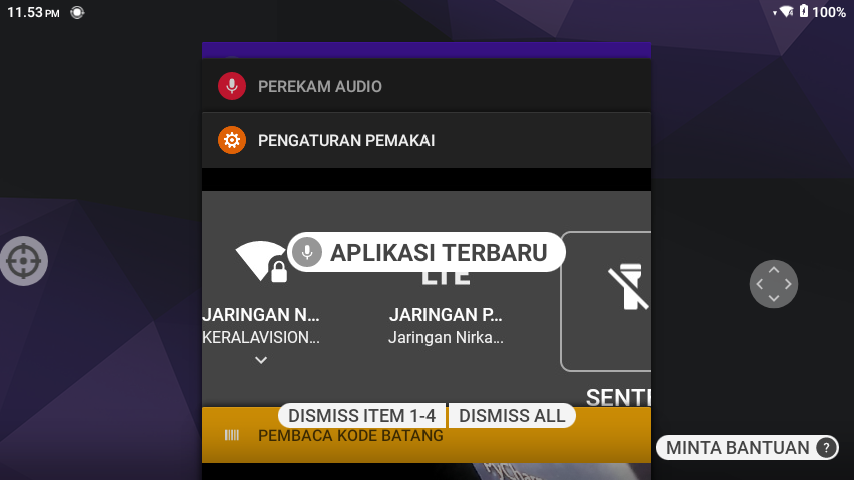 11.53 PM
100%
PEREKAM AUDIO
PENGATURAN PEMAKAI
APLIKASI TERBARU
LTE
JARINGAN N...
KERALAVISION...
JARINGAN P...
Jaringan Nirka...
SENTE
DISMISS ITEM 1-4
DISMISS ALL
PEMBACA KODE BATANG
MINTA BANTUAN ?